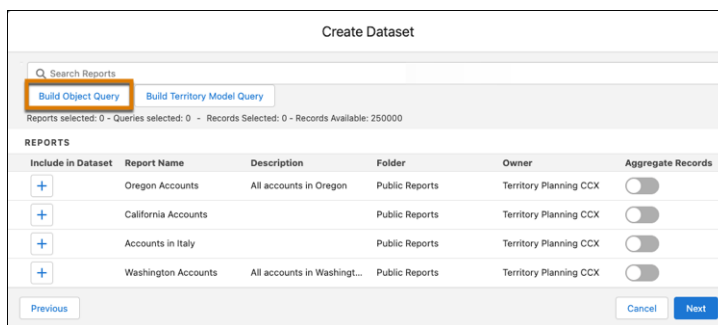 Create Dataset
Search Reports
Build Object Query Build Territory Model Query
Reports selected: 0 - Queries selected: 0 - Records Selected: 0 - Records Available: 250000
REPORTS
Include in Dataset Report Name Description Folder Owner Aggregate Records
+ Oregon Accounts All accounts in Oregon Public Reports Territory Planning CCX
+ California Accounts Public Reports Territory Planning CCX
+ Accounts in Italy Public Reports Territory Planning CCX
+ Washington Accounts All accounts in Washingt... Public Reports Territory Planning CCX
Previous Cancel Next